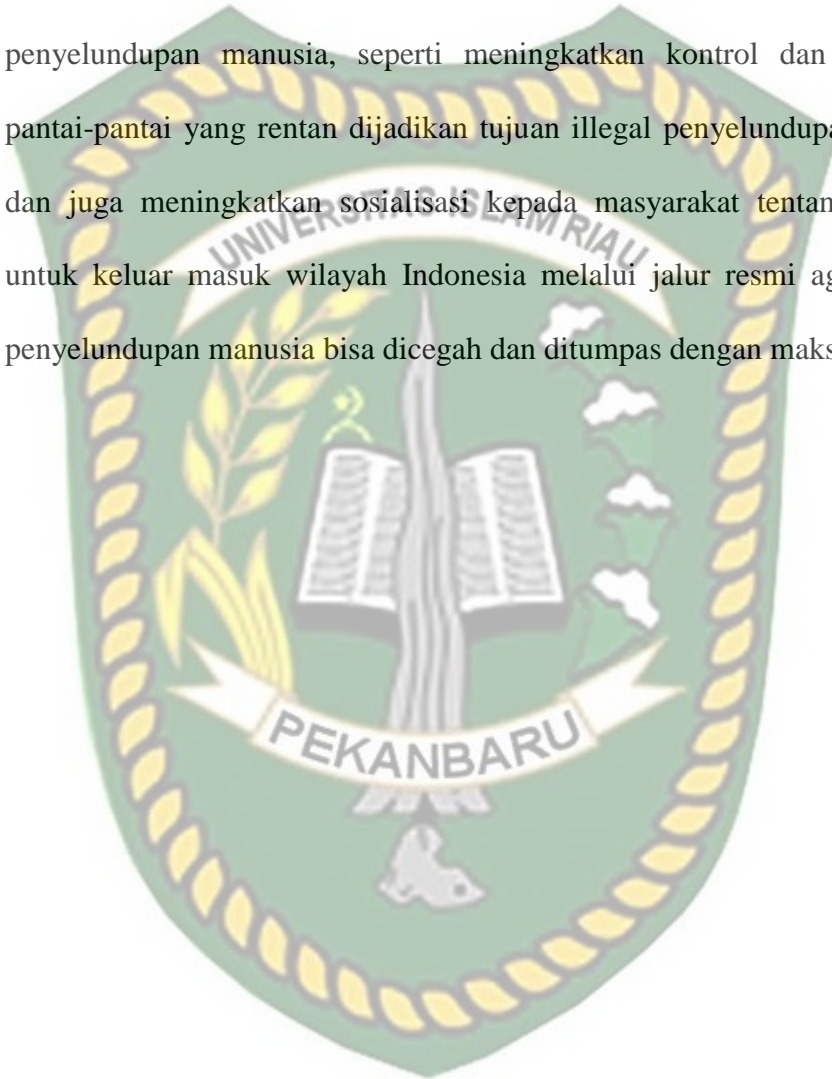 penyelundupan manusia, seperti meningkatkan kontrol dan
pantai-pantai yang rentan dijadikan tujuan illegal
dan juga meningkatkan sosialisasi kepada masyarakat
untuk keluar masuk wilayah Indonesia melalui jalur resmi
penyelundupan manusia bisa dicegah dan ditumpas dengan
UNIVERSITAS ISLAM RIAU
PEKANBARU